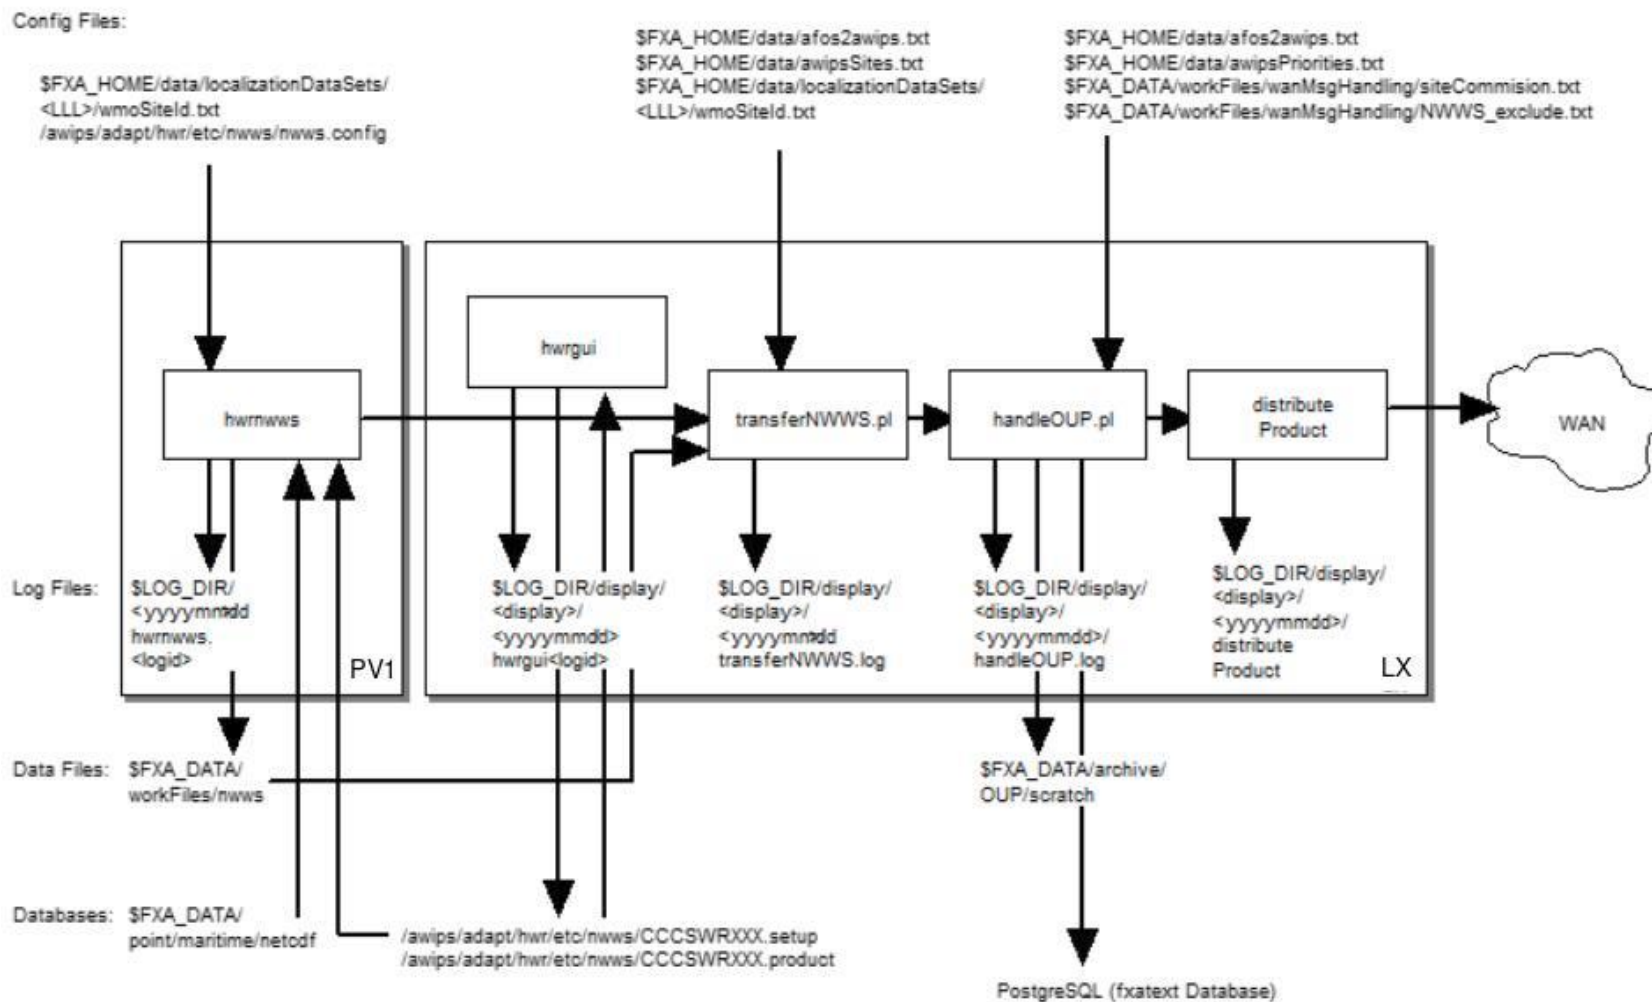 Config Files:
$FXA_HOME/data/localizationDataSets/
<LLL>/wmoSiteId.txt
/awips/adapt/hwr/etc/nwws/nwws.config
$FXA_HOME/data/afos2awips.txt
$FXA_HOME/data/awipsSites.txt
$FXA_HOME/data/localizationDataSets/
<LLL>/wmoSiteId.txt
$FXA_HOME/data/afos2awips.txt
$FXA_HOME/data/awipsPriorities.txt
$FXA_DATA/workFiles/wanMsgHandling/siteCommision.txt
$FXA_DATA/workFiles/wanMsgHandling/NWWS_exclude.txt
hwrnwws
hwrgui
transferNWWS.pl
handleOUP.pl
distribute
Product
WAN
Log Files:
$LOG_DIR/
<yyyymmdd
hwrnwws.
<logid>
PV1
$LOG_DIR/display/
<display>/
<yyyymmdd>
hwrgui<logid>
$LOG_DIR/display/
<display>/
<yyyymmdd
transferNWWS.log
$LOG_DIR/display/
<display>/
<yyyymmdd>/
handleOUP.log
$LOG_DIR/display/
<display>/
<yyyymmdd>/
distribute
Product
LX
Data Files:
$FXA_DATA/
workFiles/nwws
$FXA_DATA/archive/
OUP/scratch
Databases:
$FXA_DATA/
point/maritime/netcdf
/awips/adapt/hwr/etc/nwws/CCCSWRXXX.setup
/awips/adapt/hwr/etc/nwws/CCCSWRXXX.product
PostgreSQL (fxatext Database)